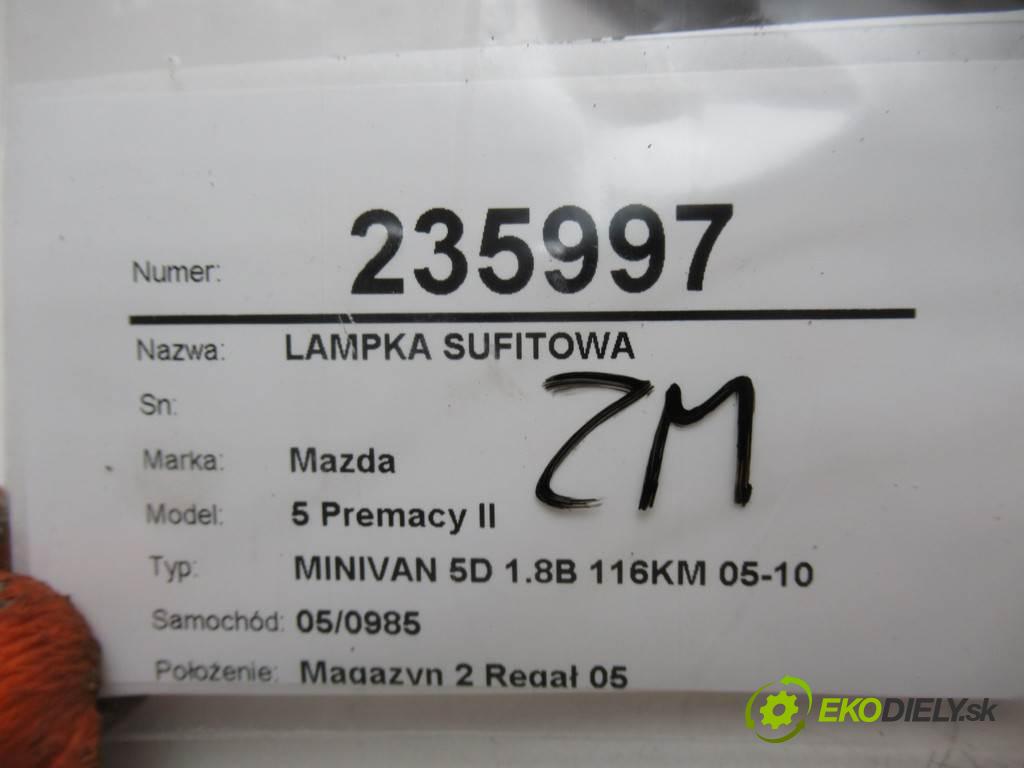 Numer: 235997
Nazwa: LAMPKA SUFITOWA
ZM
Sn:
Marka: Mazda
Model: 5 Premacy II
Typ: MINIVAN 5D 1.8B 116KM 05-10
Samochód: 05/0985
Położenie: Magazyn 2 Regał 05
EKODIELY.sk